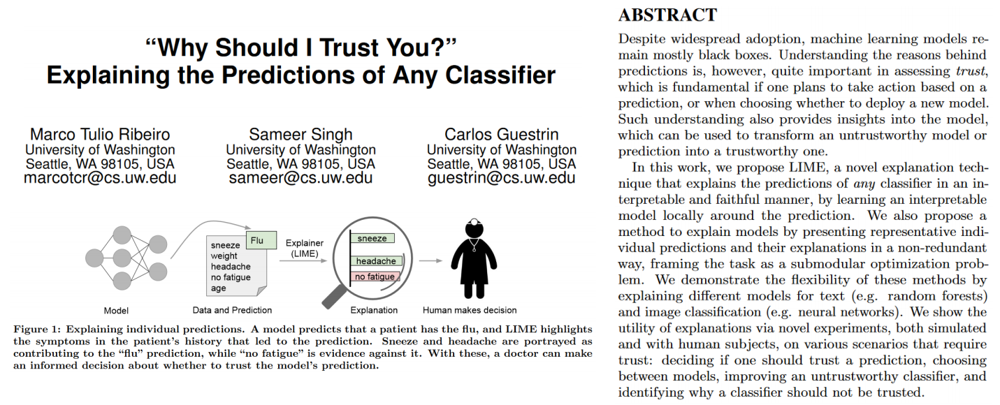 “Why Should I Trust You?”
Explaining the Predictions of Any Classifier
Marco Tulio Ribeiro
University of Washington
Seattle, WA 98105, USA
marcotcr@cs.uw.edu
Sameer Singh
University of Washington
Seattle, WA 98105, USA
sameer@cs.uw.edu
Carlos Guestrin
University of Washington
Seattle, WA 98105, USA
guestrin@cs.uw.edu
Model
Flu
sneeze
weight
headache
no fatigue
age
Data and Prediction
Explainer
(LIME)
sneeze
headache
no fatigue
Explanation
Human makes decision
Figure 1: Explaining individual predictions. A model predicts that a patient has the flu, and LIME highlights
the symptoms in the patient’s history that led to the prediction. Sneeze and headache are portrayed as
contributing to the “flu” prediction, while “no fatigue” is evidence against it. With these, a doctor can make
an informed decision about whether to trust the model’s prediction.
ABSTRACT
Despite widespread adoption, machine learning models re-
main mostly black boxes. Understanding the reasons behind
predictions is, however, quite important in assessing trust,
which is fundamental if one plans to take action based on a
prediction, or when choosing whether to deploy a new model.
Such understanding also provides insights into the model,
which can be used to transform an untrustworthy model or
prediction into a trustworthy one.
In this work, we propose LIME, a novel explanation tech-
nique that explains the predictions of any classifier in an in-
terpretable and faithful manner, by learning an interpretable
model locally around the prediction. We also propose a
method to explain models by presenting representative indi-
vidual predictions and their explanations in a non-redundant
way, framing the task as a submodular optimization prob-
lem. We demonstrate the flexibility of these methods by
explaining different models for text (e.g. random forests)
and image classification (e.g. neural networks). We show the
utility of explanations via novel experiments, both simulated
and with human subjects, on various scenarios that require
trust: deciding if one should trust a prediction, choosing
between models, improving an untrustworthy classifier, and
identifying why a classifier should not be trusted.